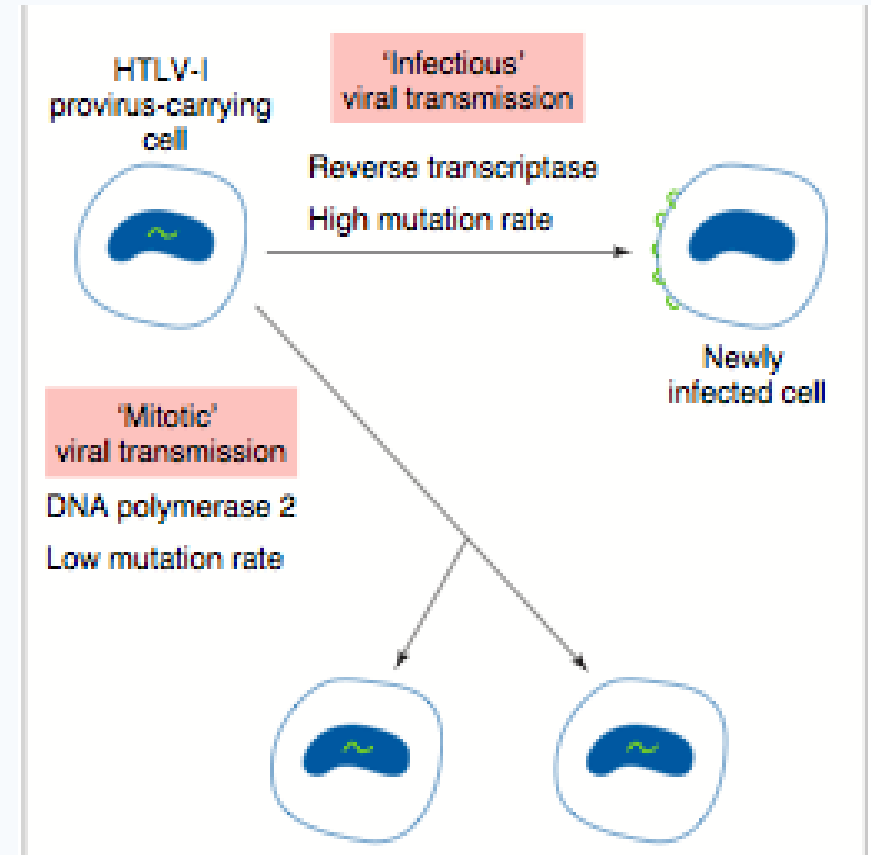 HTLV-I
provirus-carrying
cell
'Infectious'
viral transmission
Reverse transcriptase
High mutation rate
Newly
infected cell
'Mitotic'
viral transmission
DNA polymerase 2
Low mutation rate